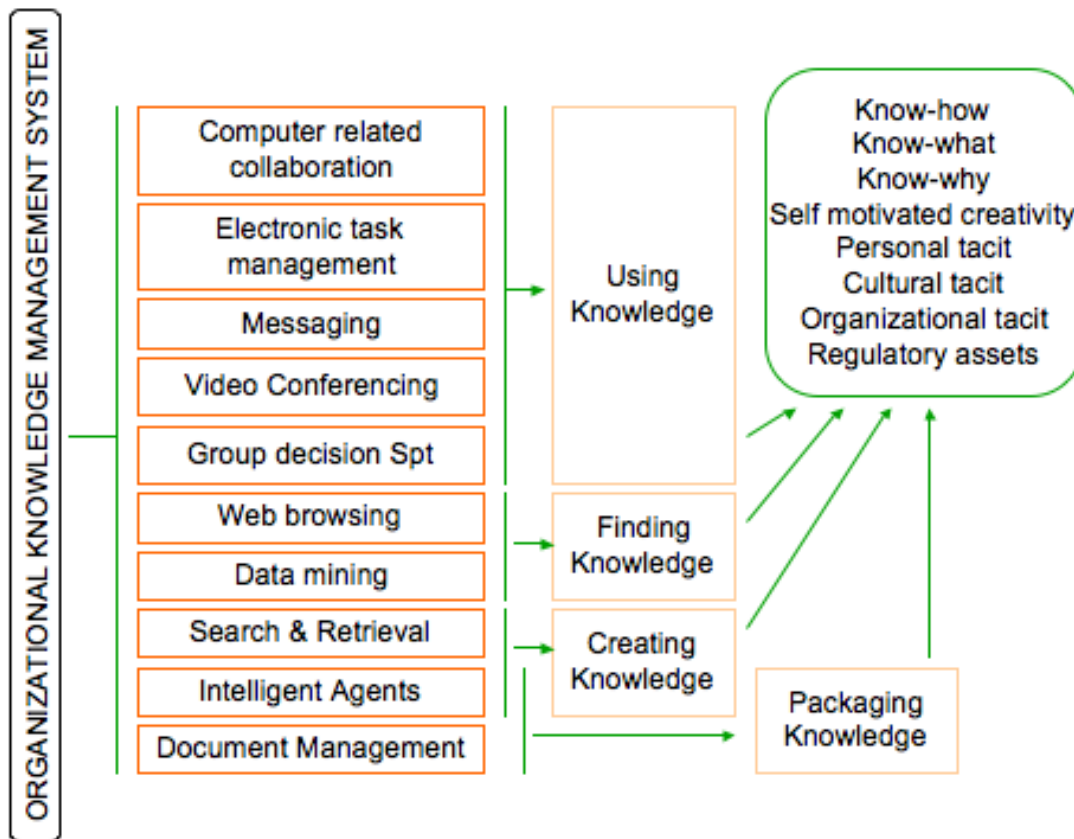 ORGANIZATIONAL KNOWLEDGE MANAGEMENT SYSTEM
Computer related
collaboration
Electronic task
management
Messaging
Video Conferencing
Group decision Spt
Web browsing
Data mining
Search & Retrieval
Intelligent Agents
Document Management
Using
Knowledge
Finding
Knowledge
Creating
Knowledge
Packaging
Knowledge
Know-how
Know-what
Know-why
Self motivated creativity
Personal tacit
Cultural tacit
Organizational tacit
Regulatory assets